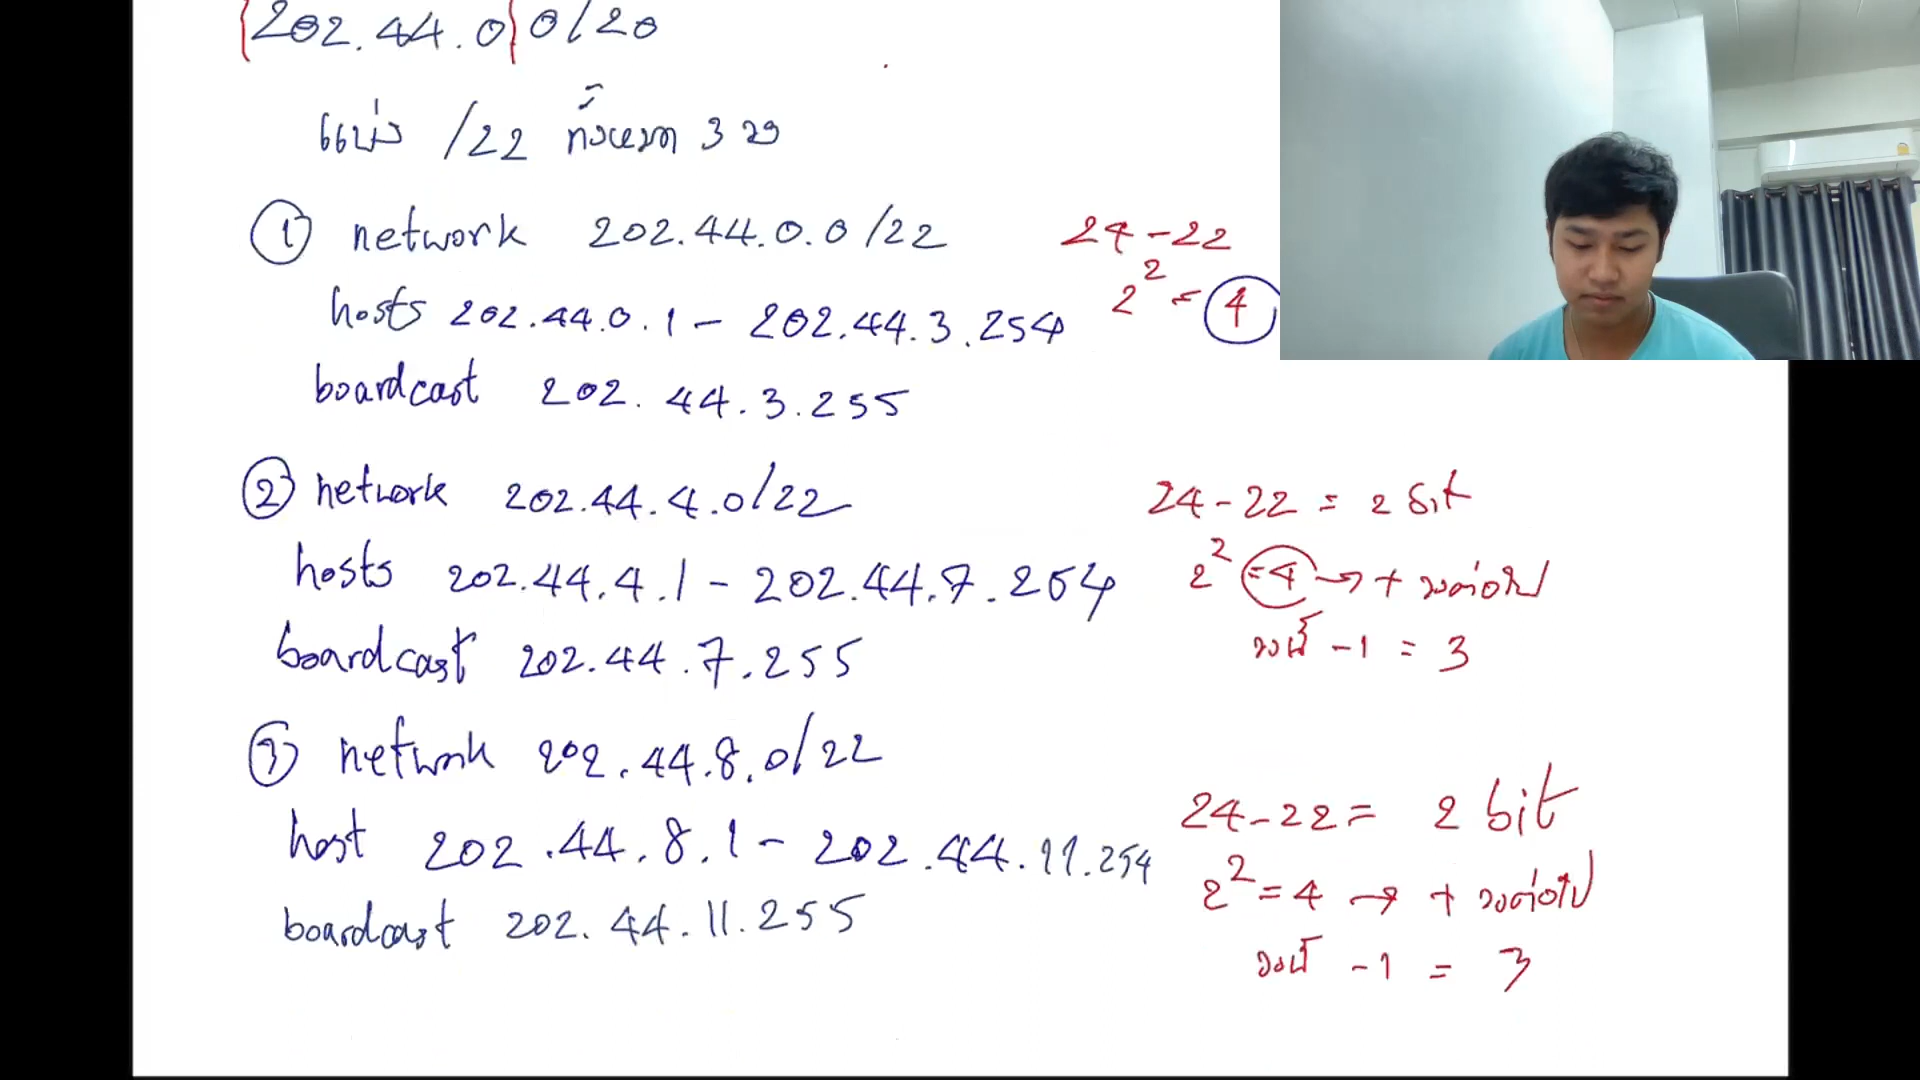 202.44.0.0/20
แบ่ง /22 ทั้งหมด 3 วง
① network 202.44.0.0/22
24-22
2² = 4
hosts 202.44.0.1 - 202.44.3.254
boardcast 202.44.3.255
② network 202.44.4.0/22
24-22 = 2 bit
hosts 202.44.4.1 - 202.44.7.254
2² = 4 → + วงต่อไป
วงนี้ -1 = 3
boardcast 202.44.7.255
③ network 202.44.8.0/22
24-22 = 2 bit
host 202.44.8.1 - 202.44.11.254
2² = 4 → + วงต่อไป
boardcast 202.44.11.255
วงนี้ -1 = 3